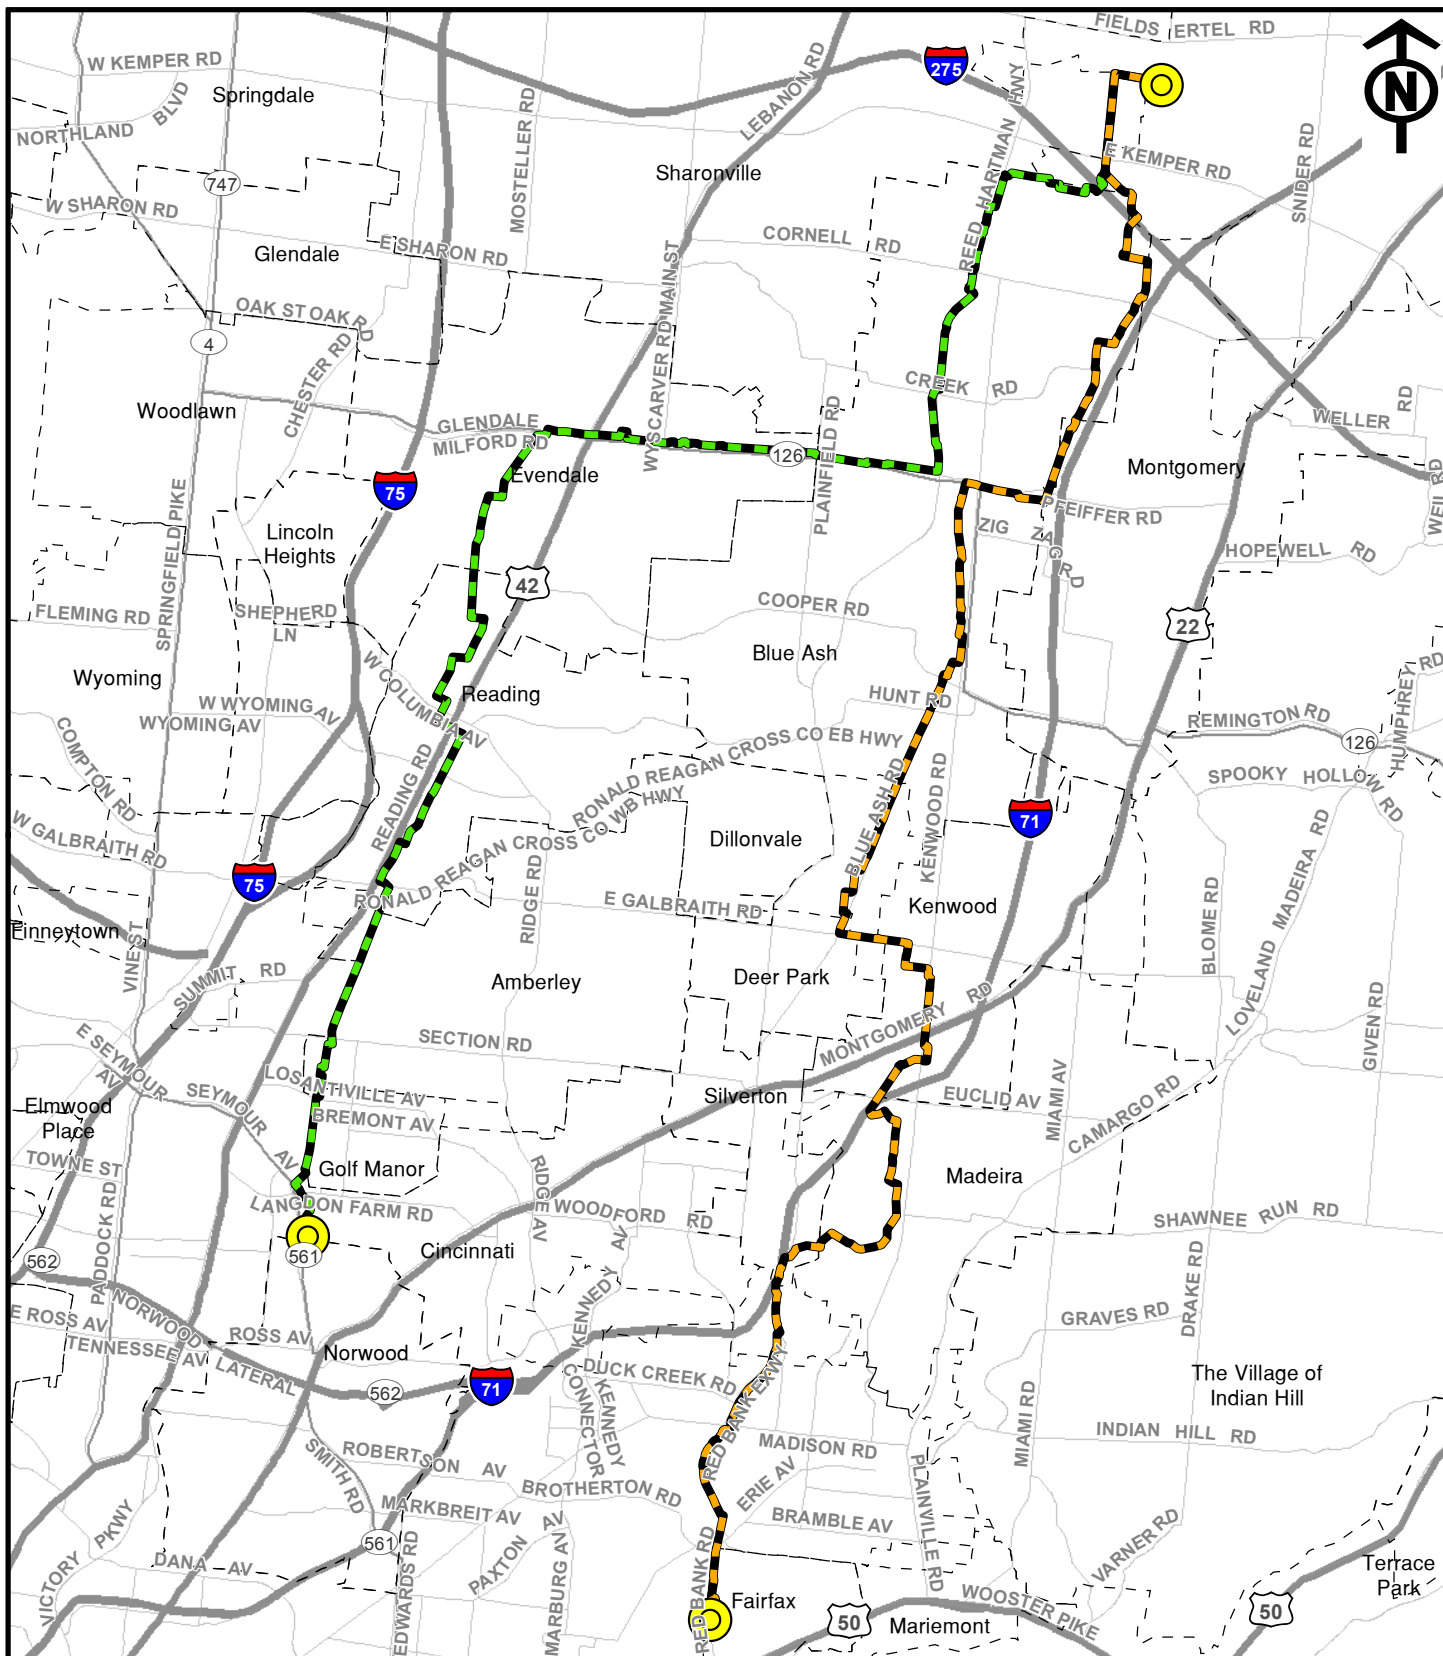 FIELDS ERTEL RD
W KEMPER RD
275
LEBANON RD
REED HARTMAN HWY
N
Springdale
NORTHLAND BLVD
MOSTELLER RD
E KEMPER RD
SNIDER RD
Sharonville
747
W SHARON RD
E SHARON RD
Glendale
CORNELL RD
WYSCARVER RD MAIN ST
OAK ST OAK RD
4
CHESTER RD
CREEK RD
Woodlawn
GLENDALE
MILFORD RD
PLAINFIELD RD
WELLER RD
126
Evendale
Montgomery
75
WEIL RD
PFEIFFER RD
ZIG ZAG RD
SPRINGFIELD PIKE
Lincoln
Heights
HOPEWELL RD
42
FLEMING RD
SHEPHERD
LN
COOPER RD
22
Blue Ash
Wyoming
W COLUMBIA AV
Reading
HUNT RD
HUMPHREY RD
W WYOMING AV
WYOMING AV
REMINGTON RD
126
COMPTON RD
READING RD
RONALD REAGAN CROSS CO EB HWY
RONALD REAGAN CROSS CO WB HWY
BLUE ASH RD
KENWOOD RD
SPOOKY HOLLOW RD
71
W GALBRAITH RD
Dillonvale
LOVELAND MADEIRA RD
75
RIDGE RD
E GALBRAITH RD
Kenwood
BLOME RD
Finneytown
VINE ST
SUMMIT RD
Amberley
Deer Park
GIVEN RD
E SEYMOUR AV
SECTION RD
MONTGOMERY RD
SEYMOUR AV
LOSANTIVILLE AV
Silverton
EUCLID AV
MIAMI AV
CAMARGO RD
Elmwood
Place
BREMONT AV
TOWNE ST
Golf Manor
RIDGE AV
Madeira
PADDOCK RD
LANGDON FARM RD
WOODFORD RD
SHAWNEE RUN RD
561
562
Cincinnati
KENNEDY AV
DRAKE RD
NORWOOD LATERAL
E ROSS AV
ROSS AV
GRAVES RD
TENNESSEE AV
Norwood
DUCK CREEK RD
RED BANK EXWY
The Village of
Indian Hill
562
71
KENNEDY
CONNECTOR
MIAMI RD
INDIAN HILL RD
SMITH RD
ROBERTSON AV
MADISON RD
PLAINVILLE RD
BROTHERTON RD
ERIE AV
MARKBREIT AV
BRAMBLE AV
VICTORY PKWY
561
PAXTON AV
VARNER RD
DANA AV
EDWARDS RD
MARBURG AV
RED BANK RD
Terrace
Park
Fairfax
WOOSTER PIKE
50
Mariemont
50